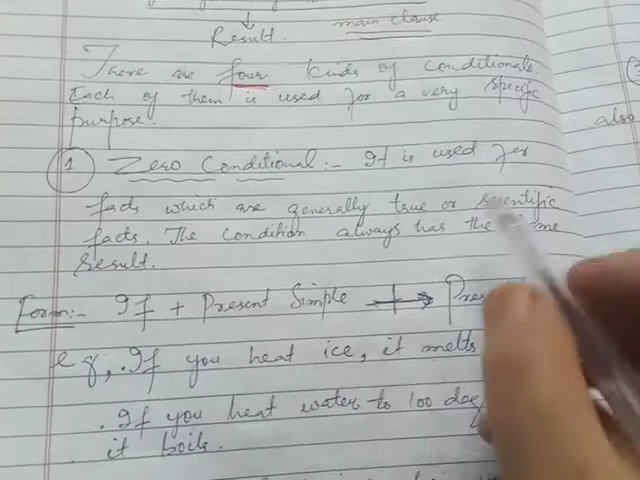 Result. main clause
There are four kinds of conditionals.
Each of them is used for a very specific
purpose.
also
1 Zero Conditional:- It is used for
facts which are generally true or scientific
facts. The condition always has the
result.
Form:- If + Present Simple +
e.g, .If you heat ice, it melts
.If you heat water to 100 deg
it boils.